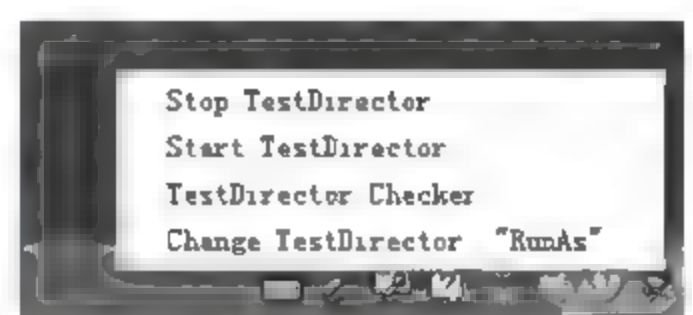 Stop TestDirector
Start TestDirector
TestDirector Checker
Change TestDirector "RunAs"